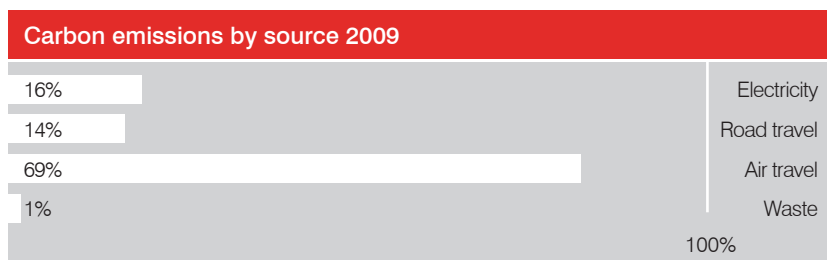 Carbon emissions by source 2009
16% Electricity
14% Road travel
69% Air travel
1% Waste
100%